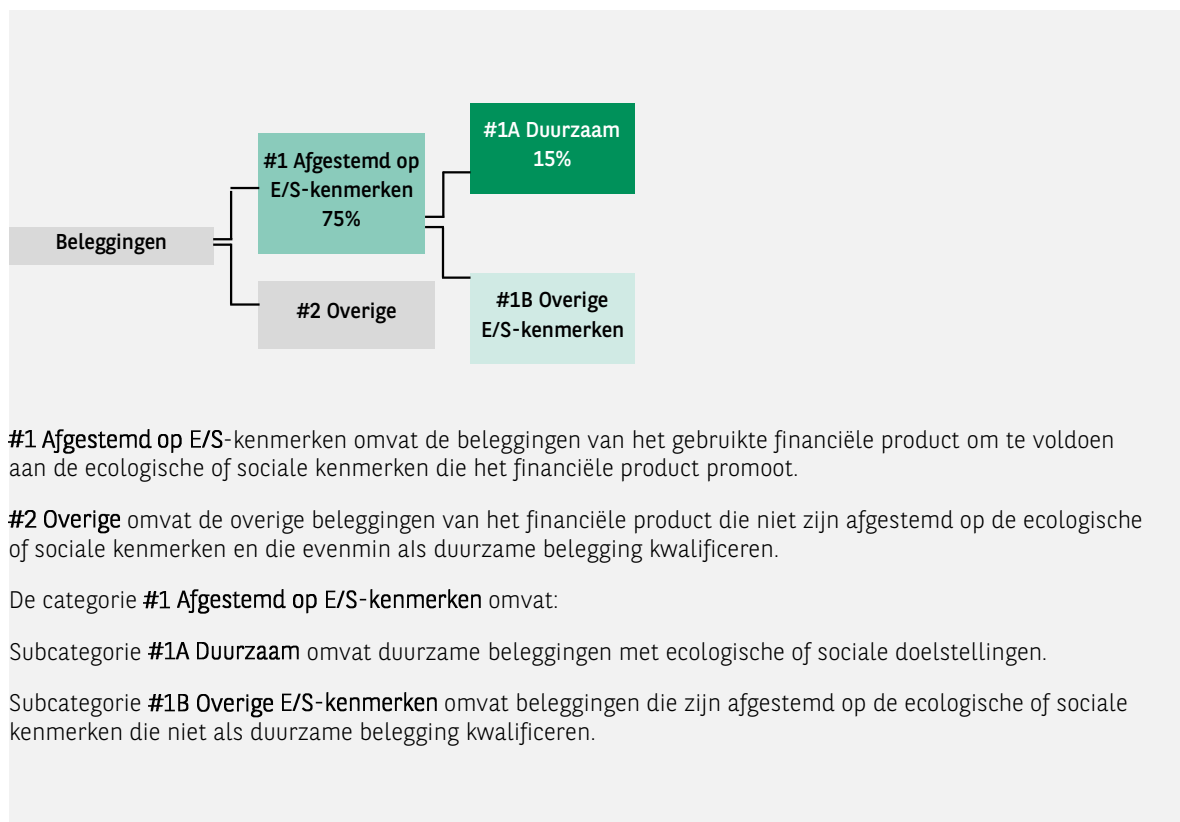 #1A Duurzaam
15%
#1 Afgestemd op
E/S-kenmerken
75%
Beleggingen
#2 Overige
#1B Overige
E/S-kenmerken
#1 Afgestemd op E/S-kenmerken omvat de beleggingen van het gebruikte financiële product om te voldoen
aan de ecologische of sociale kenmerken die het financiële product promoot.
#2 Overige omvat de overige beleggingen van het financiële product die niet zijn afgestemd op de ecologische
of sociale kenmerken en die evenmin als duurzame belegging kwalificeren.
De categorie #1 Afgestemd op E/S-kenmerken omvat:
Subcategorie #1A Duurzaam omvat duurzame beleggingen met ecologische of sociale doelstellingen.
Subcategorie #1B Overige E/S-kenmerken omvat beleggingen die zijn afgestemd op de ecologische of sociale
kenmerken die niet als duurzame belegging kwalificeren.